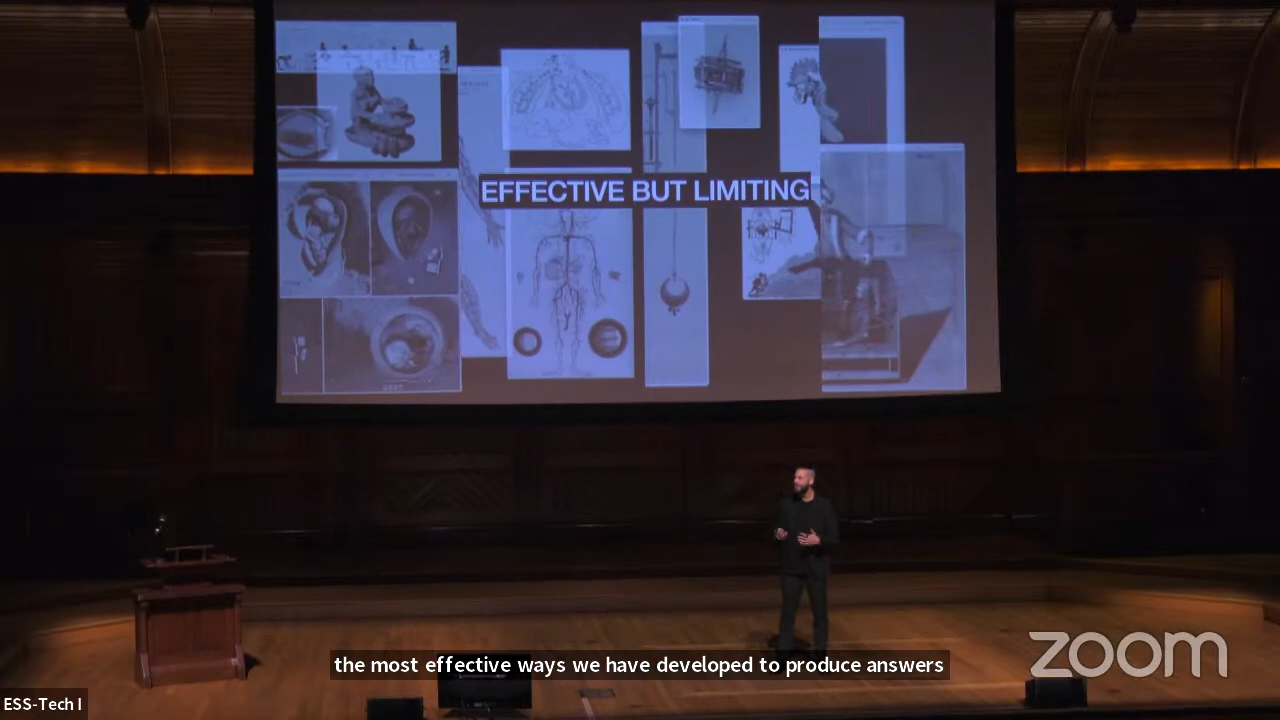 EFFECTIVE BUT LIMITING
the most effective ways we have developed to produce answers
zoom
ESS-Tech I